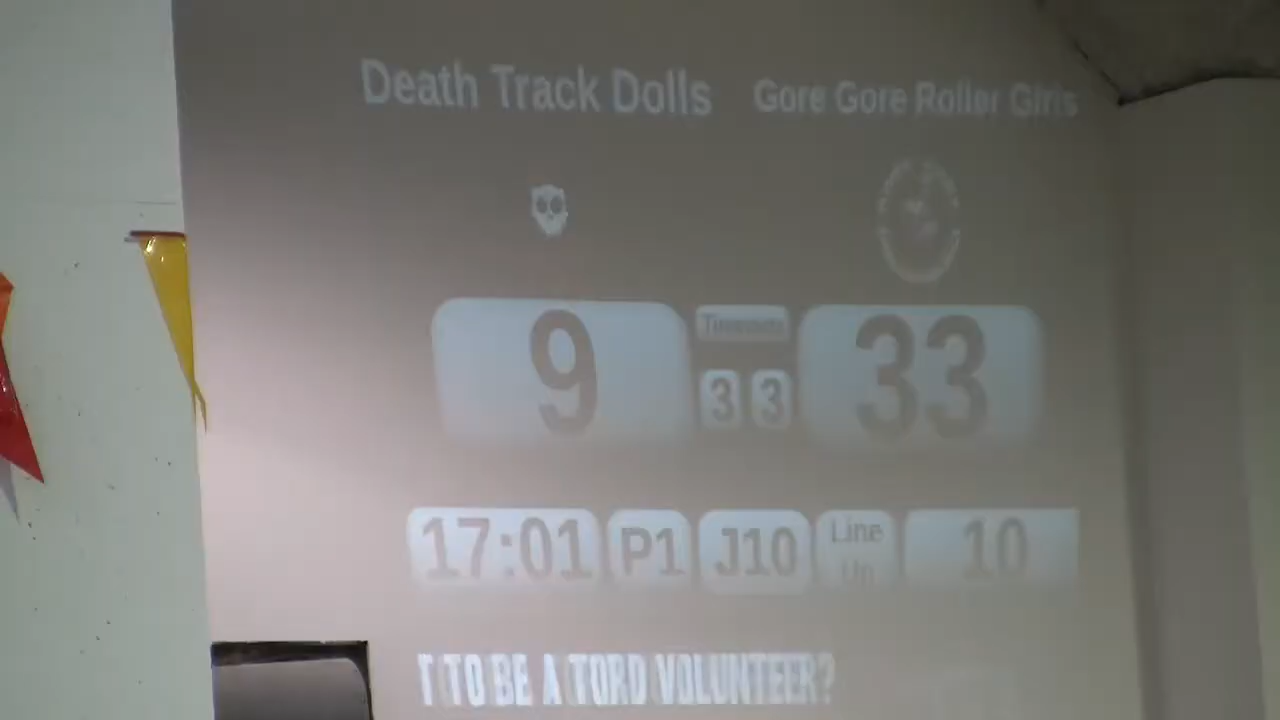 Death Track Dolls Gore Gore Roller Girls
9 Timeouts 33
3 3
17:01 P1 J10 Line Up 10
T TO BE A TORD VOLUNTEER?